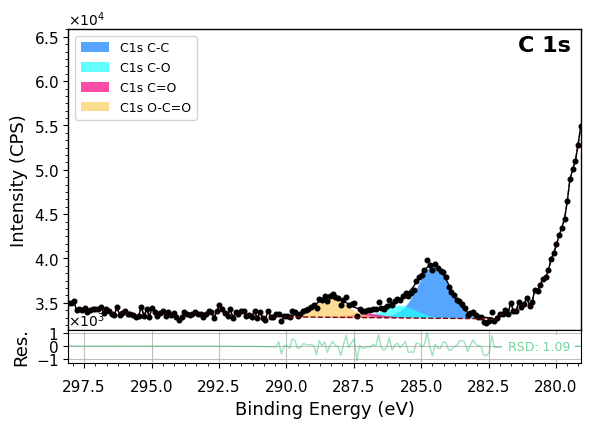 ×10⁴
C 1s
C1s C-C
C1s C-O
C1s C=O
C1s O-C=O
6.5
6.0
5.5
5.0
4.5
4.0
3.5
Intensity (CPS)
×10³
1
0
−1
Res.
RSD: 1.09
297.5 295.0 292.5 290.0 287.5 285.0 282.5 280.0
Binding Energy (eV)